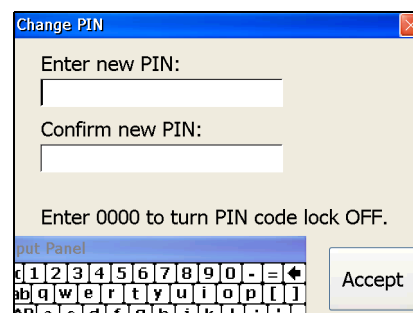 Change PIN
Enter new PIN:
Confirm new PIN:
Enter 0000 to turn PIN code lock OFF.
put Panel
1 2 3 4 5 6 7 8 9 0 - =
ab q w e r t y u i o p [ ]
Accept